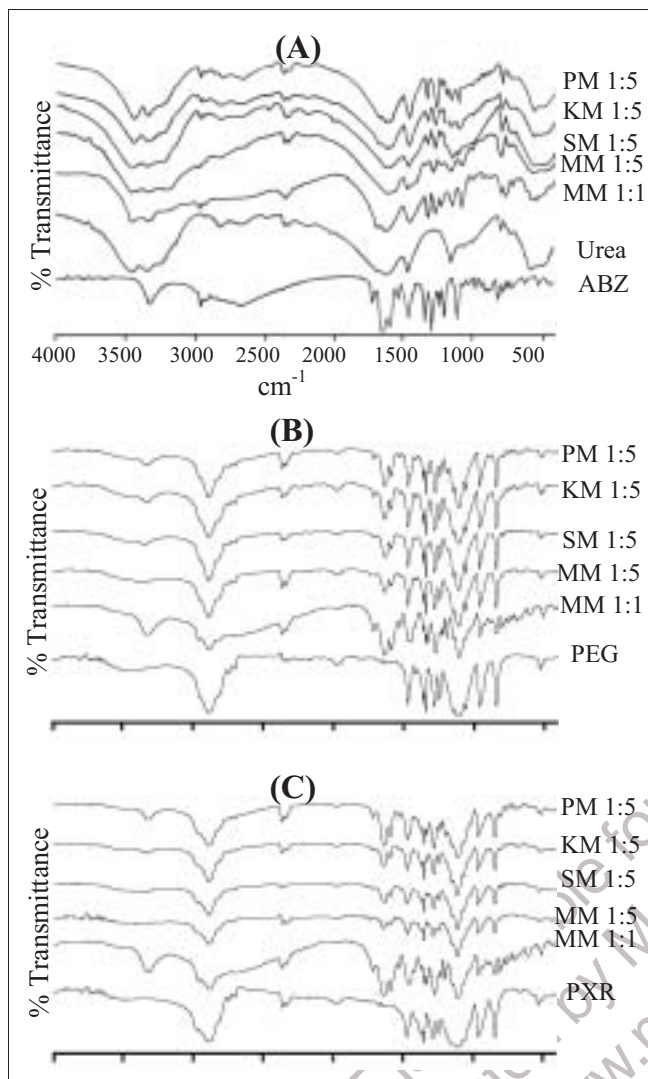 (A)
% Transmittance
PM 1:5
KM 1:5
SM 1:5
MM 1:5
MM 1:1
Urea
ABZ
4000 3500 3000 2500 2000 1500 1000 500
cm-1
(B)
% Transmittance
PM 1:5
KM 1:5
SM 1:5
MM 1:5
MM 1:1
PEG
(C)
% Transmittance
PM 1:5
KM 1:5
SM 1:5
MM 1:5
MM 1:1
PXR